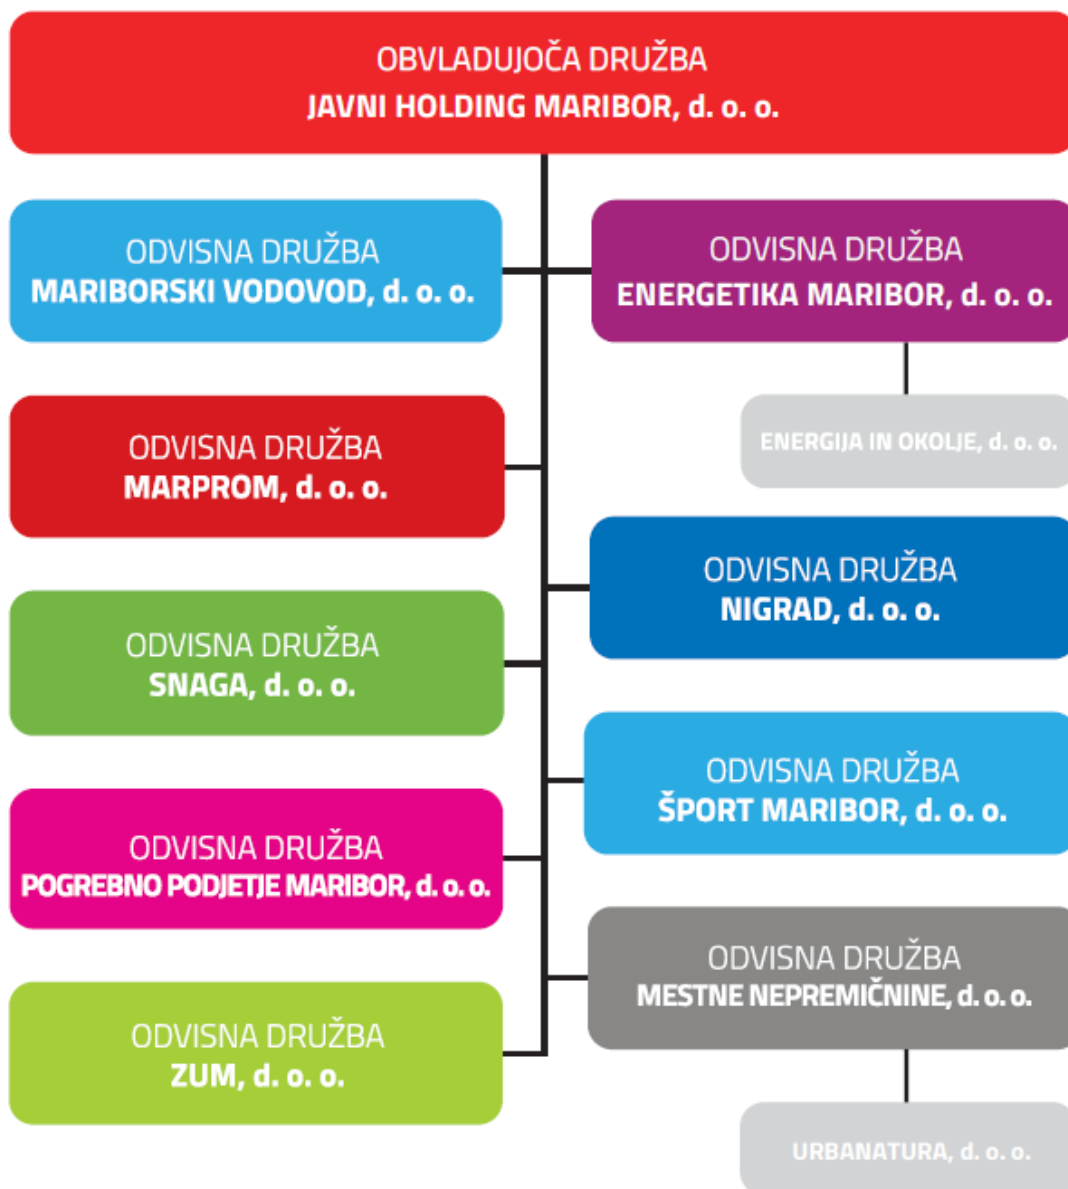 OBVLADUJOČA DRUŽBA
JAVNI HOLDING MARIBOR, d. o. o.
ODVISNA DRUŽBA
MARIBORSKI VODOVOD, d. o. o.
ODVISNA DRUŽBA
ENERGETIKA MARIBOR, d. o. o.
ENERGIJA IN OKOLJE, d. o. o.
ODVISNA DRUŽBA
MARPROM, d. o. o.
ODVISNA DRUŽBA
NIGRAD, d. o. o.
ODVISNA DRUŽBA
SNAGA, d. o. o.
ODVISNA DRUŽBA
ŠPORT MARIBOR, d. o. o.
ODVISNA DRUŽBA
POGREBNO PODJETJE MARIBOR, d. o. o.
ODVISNA DRUŽBA
MESTNE NEPREMIČNINE, d. o. o.
ODVISNA DRUŽBA
ZUM, d. o. o.
URBANATURA, d. o. o.